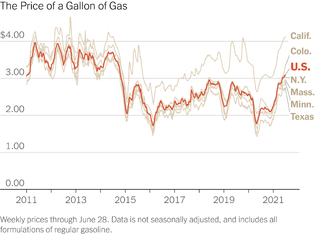 The Price of a Gallon of Gas
$4.00
3.00
2.00
1.00
0.00
Calif.
Colo.
U.S.
N.Y.
Mass.
Minn.
Texas
2011
2013
2015
2017
2019
2021
Weekly prices through June 28. Data is not seasonally adjusted, and includes all
formulations of regular gasoline.